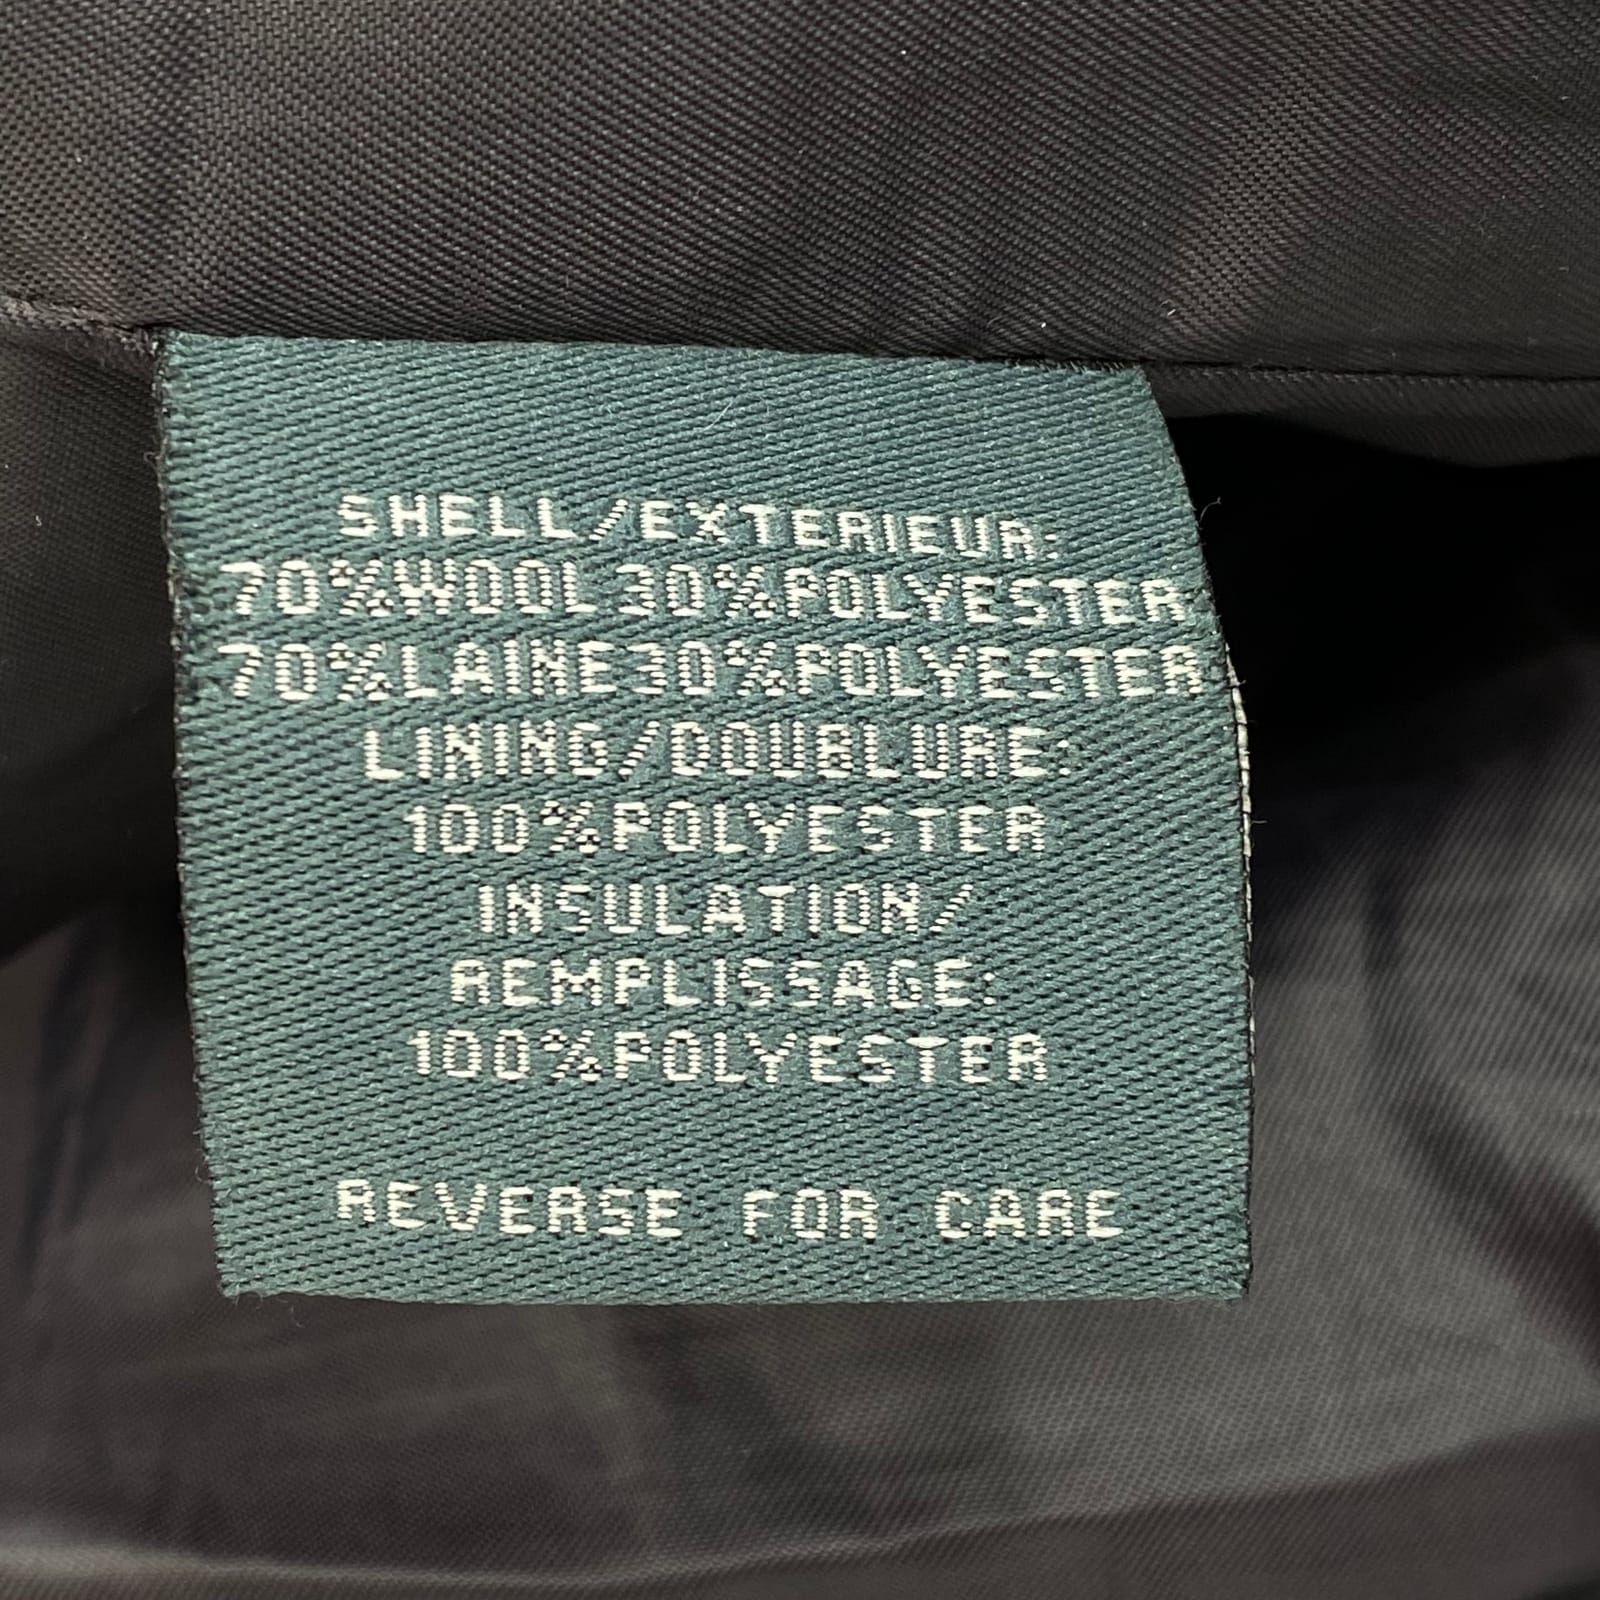 SHELL/EXTERIEUR:
70%WOOL 30%POLYESTER
70%LAINE 30%POLYESTER
LINING/DOUBLURE:
100%POLYESTER
INSULATION/
REMPLISSAGE:
100%POLYESTER
REVERSE FOR CARE